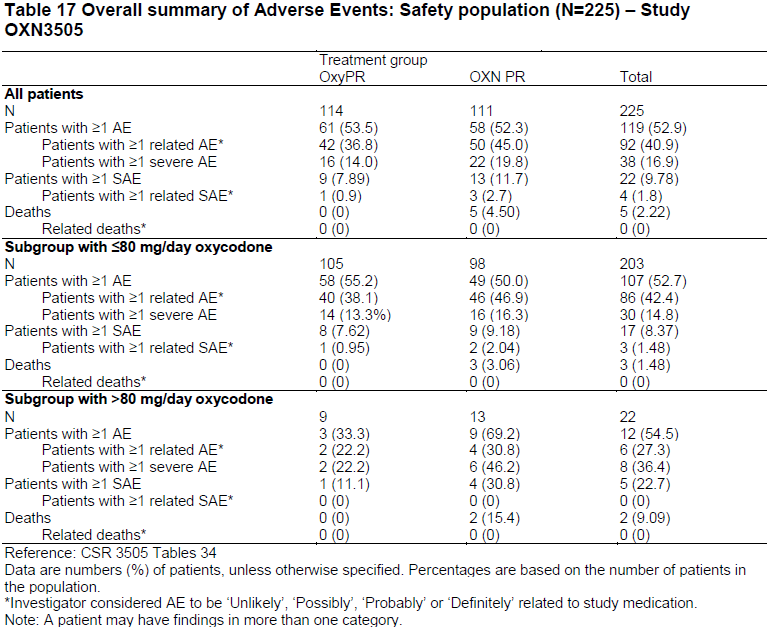 Table 17 Overall summary of Adverse Events: Safety population (N=225) – Study
OXN3505
Treatment group
OxyPR OXN PR Total
All patients
N 114 111 225
Patients with ≥1 AE 61 (53.5) 58 (52.3) 119 (52.9)
Patients with ≥1 related AE* 42 (36.8) 50 (45.0) 92 (40.9)
Patients with ≥1 severe AE 16 (14.0) 22 (19.8) 38 (16.9)
Patients with ≥1 SAE 9 (7.89) 13 (11.7) 22 (9.78)
Patients with ≥1 related SAE* 1 (0.9) 3 (2.7) 4 (1.8)
Deaths 0 (0) 5 (4.50) 5 (2.22)
Related deaths* 0 (0) 0 (0) 0 (0)
Subgroup with ≤80 mg/day oxycodone
N 105 98 203
Patients with ≥1 AE 58 (55.2) 49 (50.0) 107 (52.7)
Patients with ≥1 related AE* 40 (38.1) 46 (46.9) 86 (42.4)
Patients with ≥1 severe AE 14 (13.3%) 16 (16.3) 30 (14.8)
Patients with ≥1 SAE 8 (7.62) 9 (9.18) 17 (8.37)
Patients with ≥1 related SAE* 1 (0.95) 2 (2.04) 3 (1.48)
Deaths 0 (0) 3 (3.06) 3 (1.48)
Related deaths* 0 (0) 0 (0) 0 (0)
Subgroup with >80 mg/day oxycodone
N 9 13 22
Patients with ≥1 AE 3 (33.3) 9 (69.2) 12 (54.5)
Patients with ≥1 related AE* 2 (22.2) 4 (30.8) 6 (27.3)
Patients with ≥1 severe AE 2 (22.2) 6 (46.2) 8 (36.4)
Patients with ≥1 SAE 1 (11.1) 4 (30.8) 5 (22.7)
Patients with ≥1 related SAE* 0 (0) 0 (0) 0 (0)
Deaths 0 (0) 2 (15.4) 2 (9.09)
Related deaths* 0 (0) 0 (0) 0 (0)
Reference: CSR 3505 Tables 34
Data are numbers (%) of patients, unless otherwise specified. Percentages are based on the number of patients in
the population.
*Investigator considered AE to be ‘Unlikely’, ‘Possibly’, ‘Probably’ or ‘Definitely’ related to study medication.
Note: A patient may have findings in more than one category.